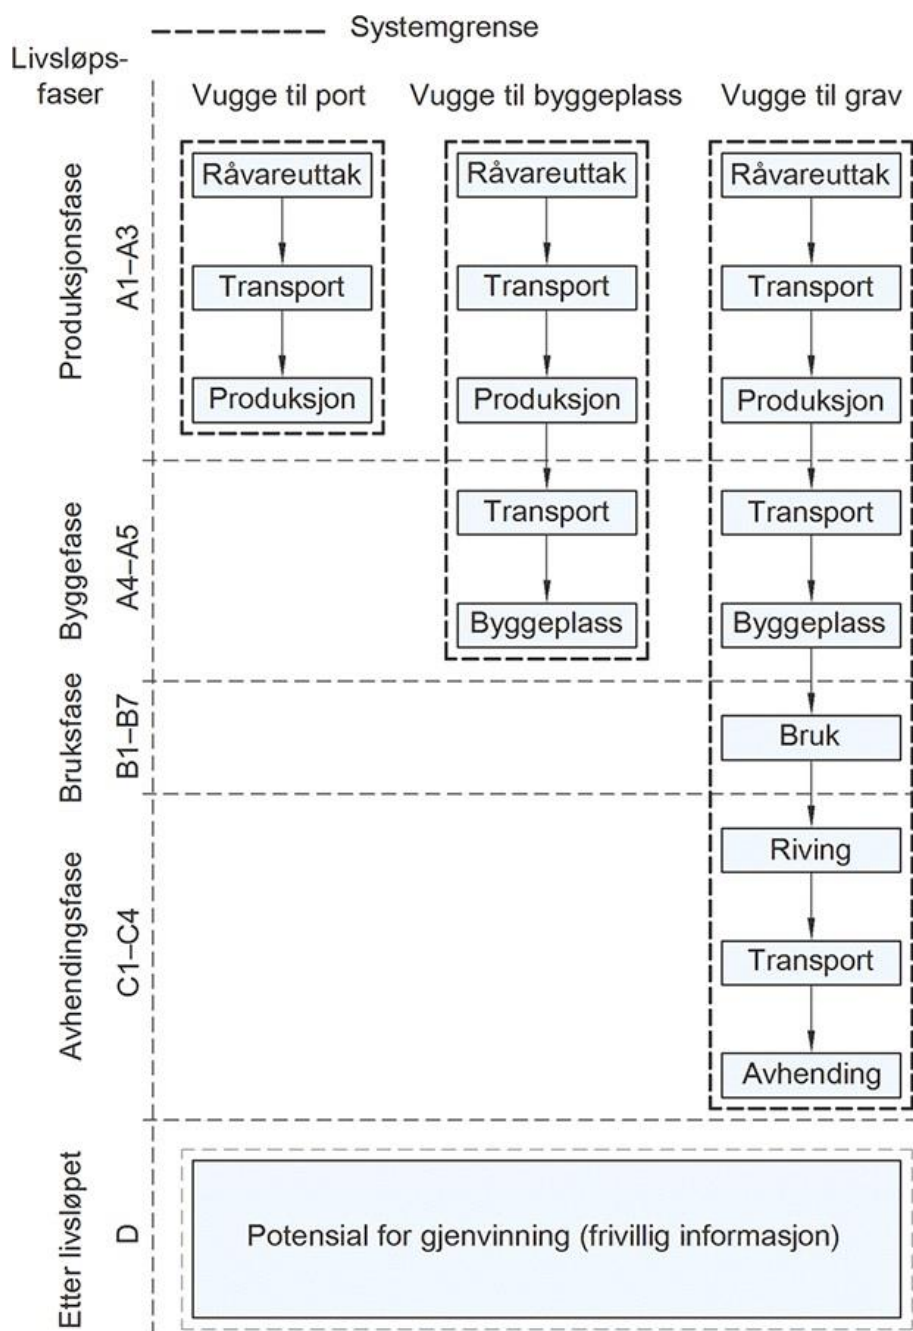 Systemgrense
Livsløps-
faser
Vugge til port
Vugge til byggeplass
Vugge til grav
Produksjonsfase
A1–A3
Råvareuttak
Råvareuttak
Råvareuttak
Transport
Transport
Transport
Produksjon
Produksjon
Produksjon
Byggefase
A4–A5
Transport
Transport
Byggeplass
Byggeplass
Bruksfase
B1–B7
Bruk
Avhendingsfase
C1–C4
Riving
Transport
Avhending
Etter livsløpet
D
Potensial for gjenvinning (frivillig informasjon)